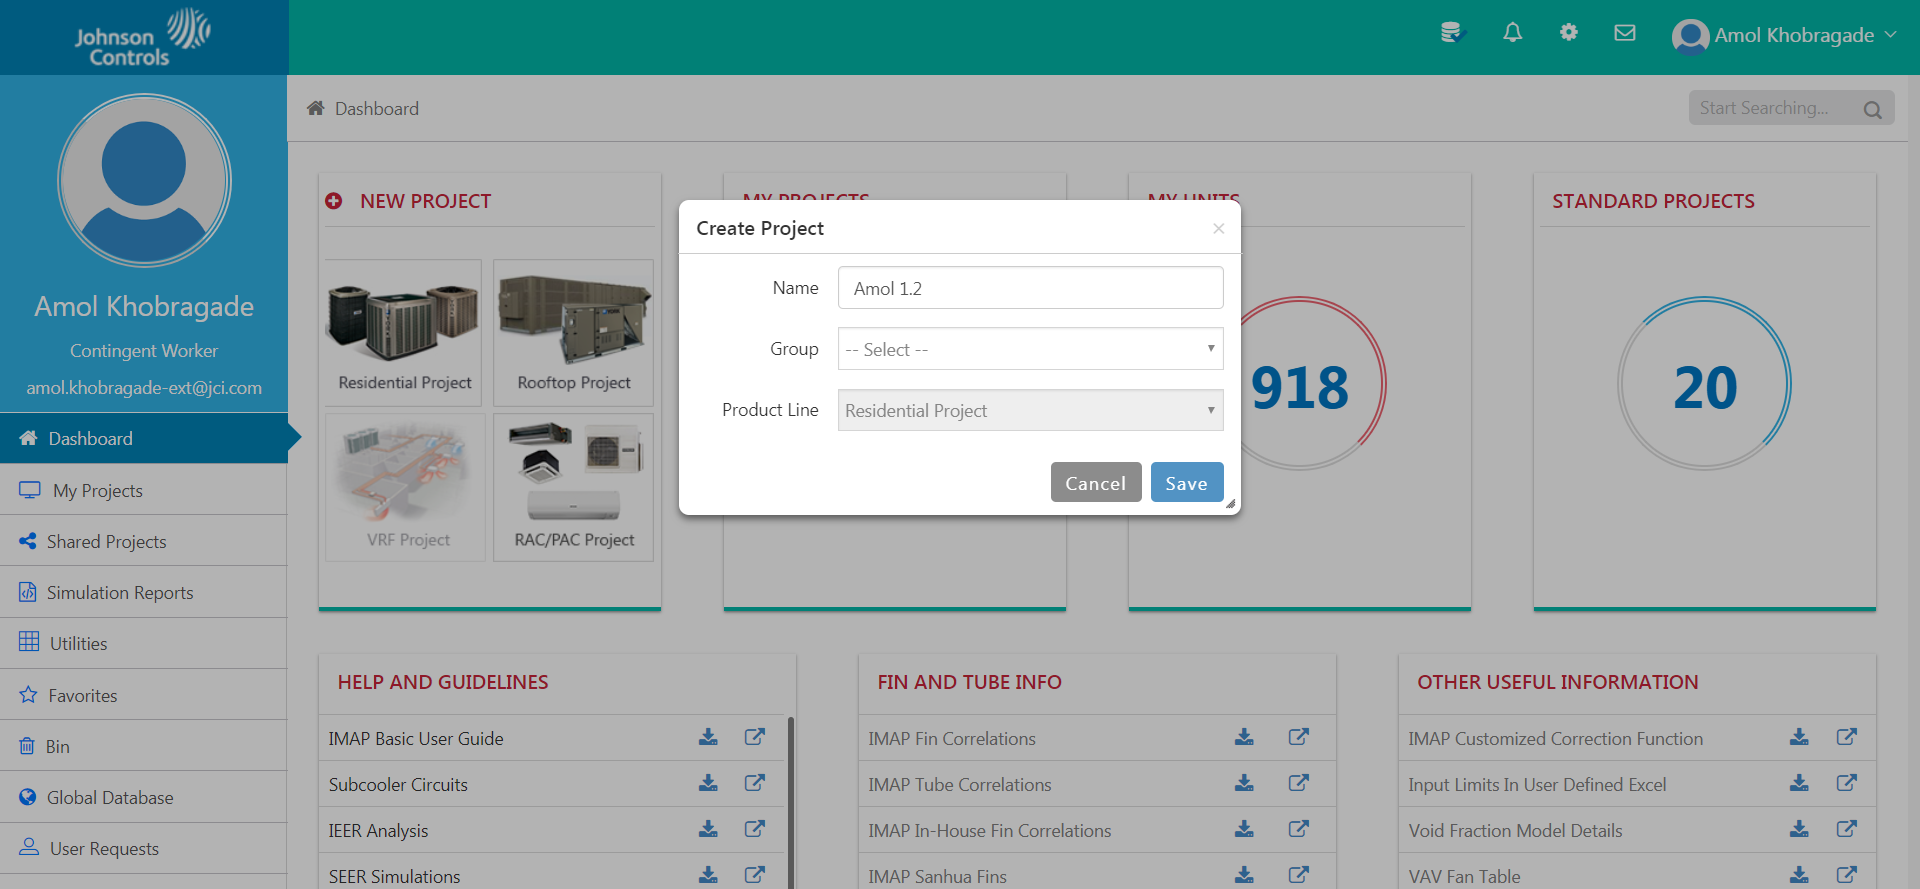 Johnson
Controls
Amol Khobragade
Dashboard
Start Searching...
Amol Khobragade
Contingent Worker
amol.khobragade-ext@jci.com
Dashboard
My Projects
Shared Projects
Simulation Reports
Utilities
Favorites
Bin
Global Database
User Requests
NEW PROJECT
Residential Project
Rooftop Project
VRF Project
RAC/PAC Project
MY PROJECTS
MY UNITS
918
STANDARD PROJECTS
20
Create Project
×
Name
Amol 1.2
Group
-- Select --
Product Line
Residential Project
Cancel
Save
HELP AND GUIDELINES
IMAP Basic User Guide
Subcooler Circuits
IEER Analysis
SEER Simulations
FIN AND TUBE INFO
IMAP Fin Correlations
IMAP Tube Correlations
IMAP In-House Fin Correlations
IMAP Sanhua Fins
OTHER USEFUL INFORMATION
IMAP Customized Correction Function
Input Limits In User Defined Excel
Void Fraction Model Details
VAV Fan Table